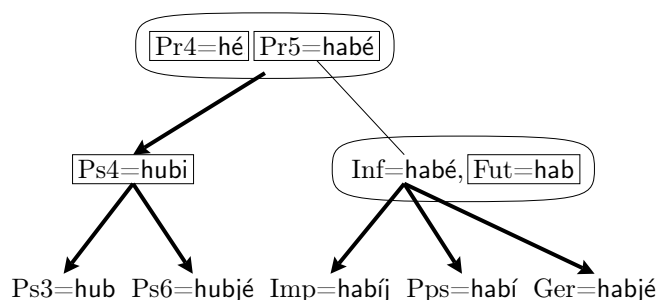 Pr4=hé Pr5=habé
Ps4=hubi Inf=habé, Fut=hab
Ps3=hub Ps6=hubjé Imp=habíj Pps=habí Ger=habjé